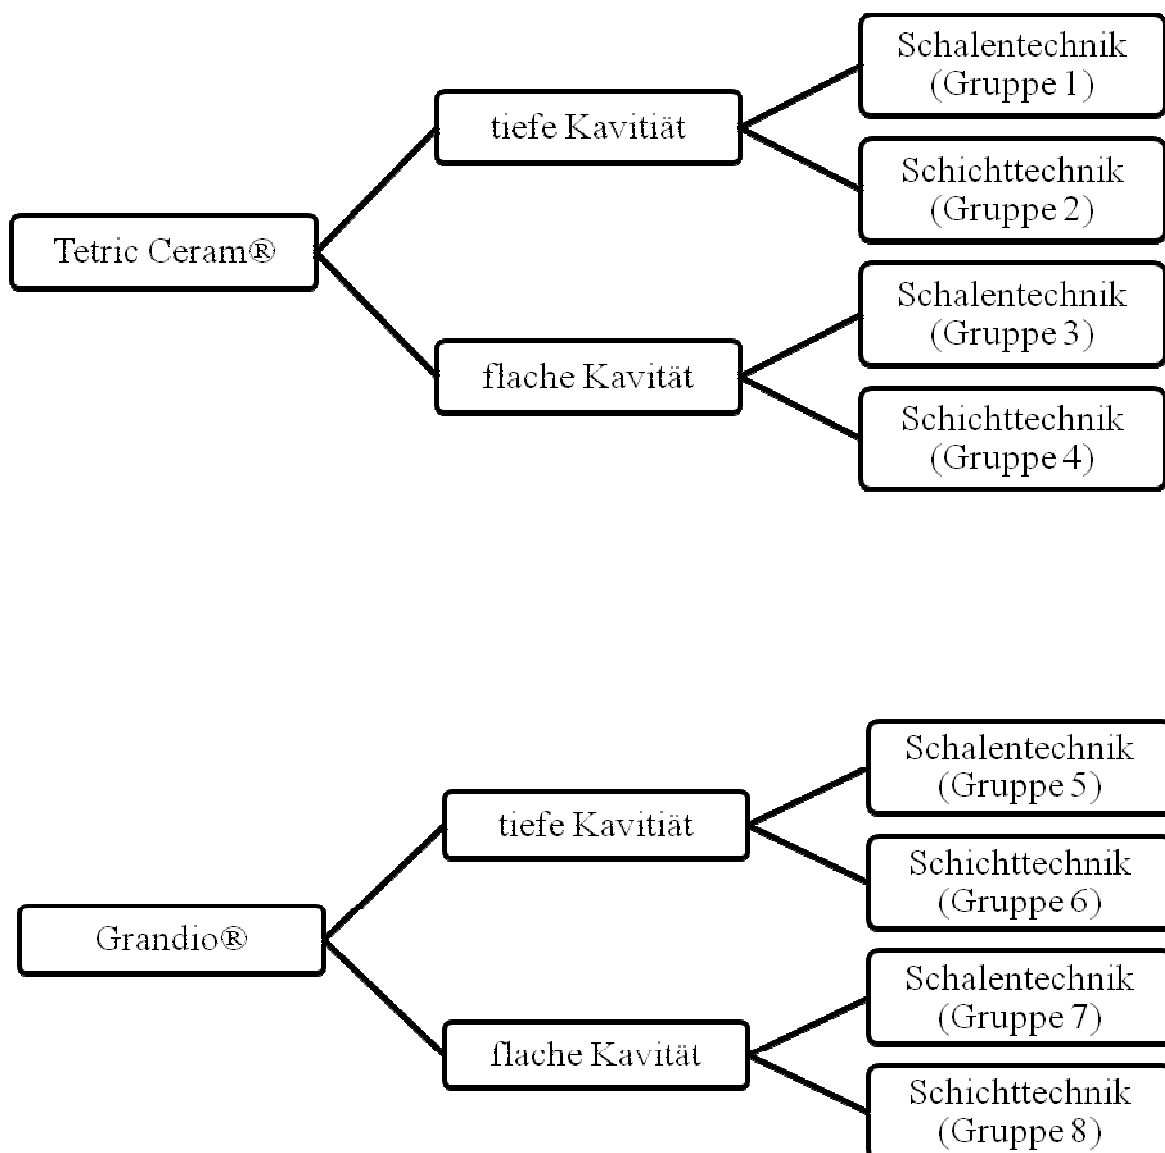 Schalentechnik
(Gruppe 1)
tiefe Kavitiät
Schichttechnik
(Gruppe 2)
Tetric Ceram®
Schalentechnik
(Gruppe 3)
flache Kavität
Schichttechnik
(Gruppe 4)
Schalentechnik
(Gruppe 5)
tiefe Kavitiät
Schichttechnik
(Gruppe 6)
Grandio®
Schalentechnik
(Gruppe 7)
flache Kavität
Schichttechnik
(Gruppe 8)